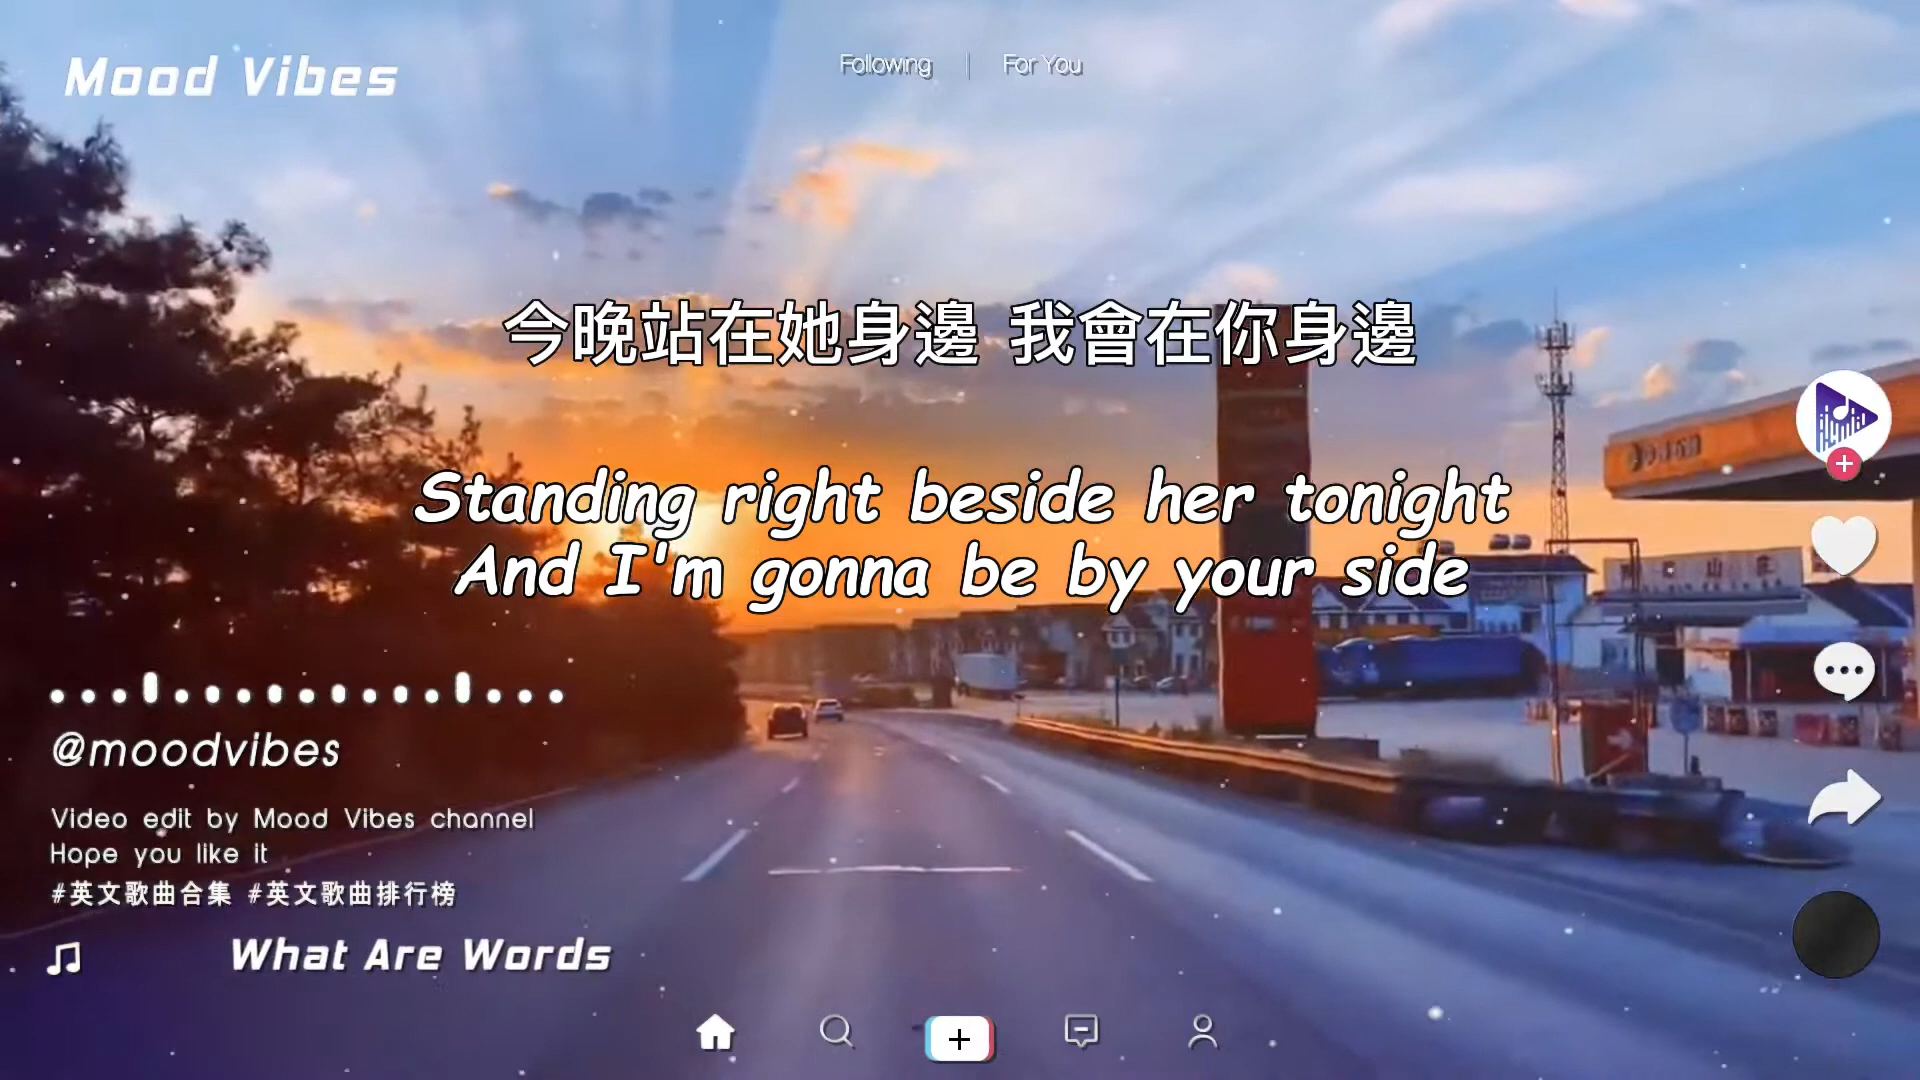 Mood Vibes
Following | For You
今晚站在她身邊 我會在你身邊
Standing right beside her tonight
And I'm gonna be by your side
@moodvibes
Video edit by Mood Vibes channel
Hope you like it
#英文歌曲合集 #英文歌曲排行榜
What Are Words